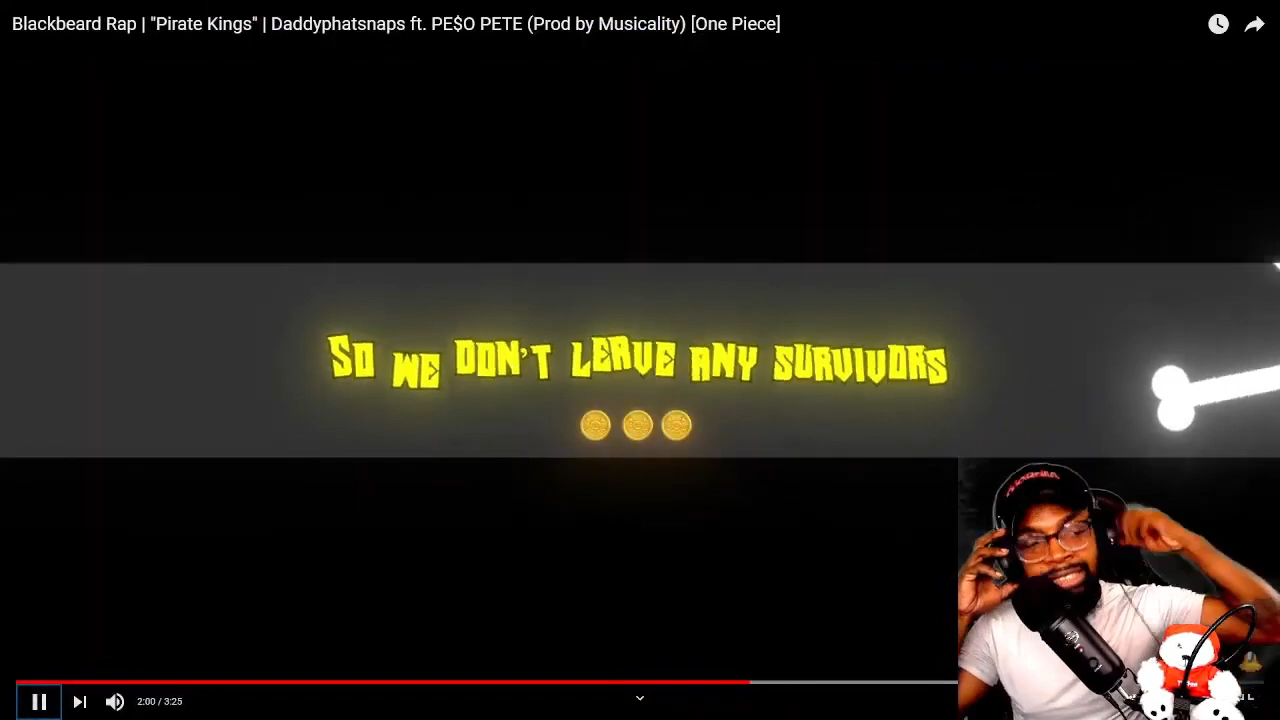 Blackbeard Rap | "Pirate Kings" | Daddyphatsnaps ft. PE$O PETE (Prod by Musicality) [One Piece]
SO WE DON'T LEAVE ANY SURVIVORS
2:00 / 3:25